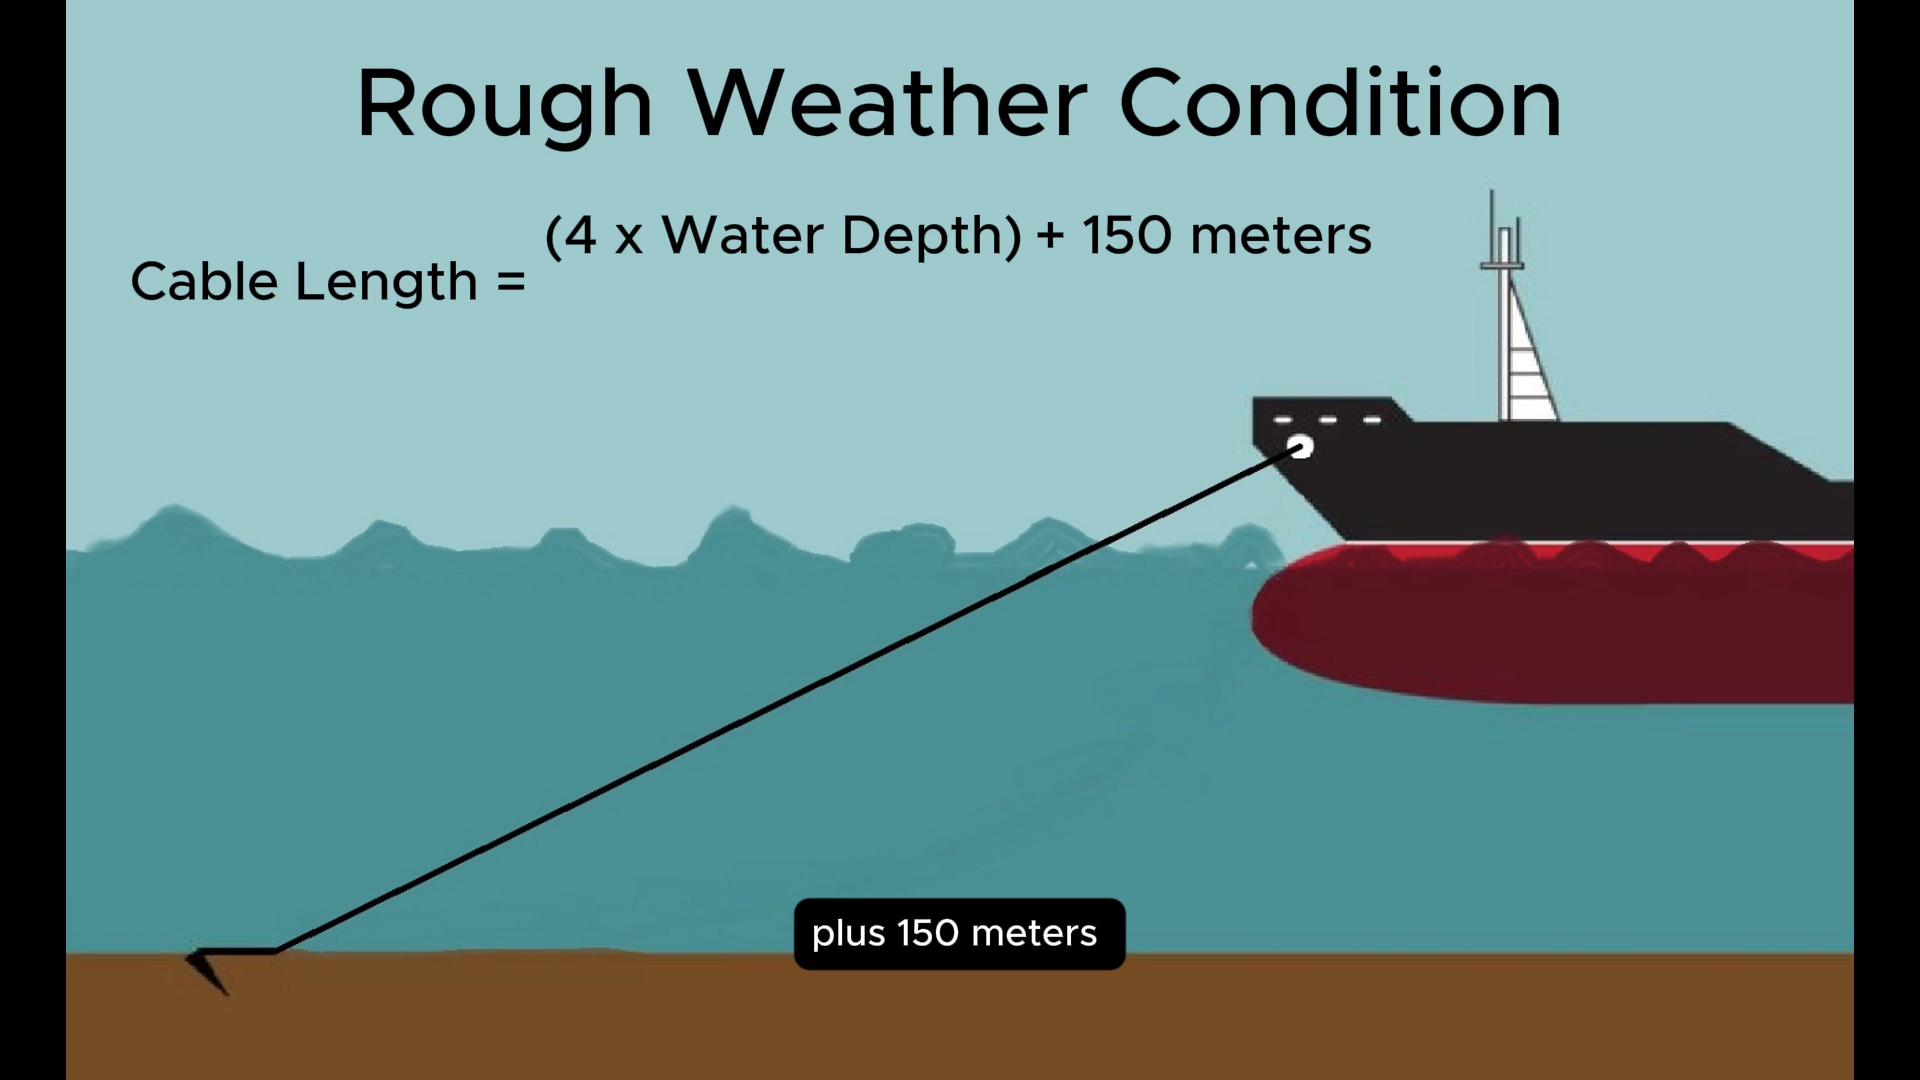 Rough Weather Condition
Cable Length = (4 x Water Depth) + 150 meters
plus 150 meters